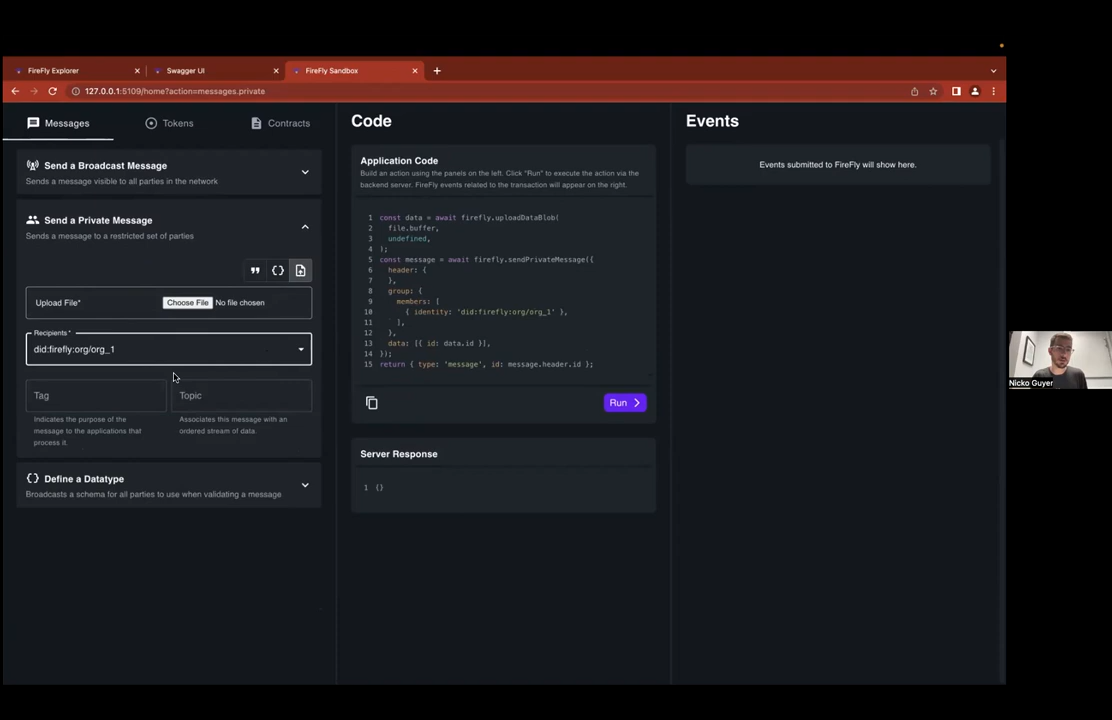 FireFly Explorer
Swagger UI
FireFly Sandbox
127.0.0.1:5109/home?action=messages.private
Messages
Tokens
Contracts
Send a Broadcast Message
Sends a message visible to all parties in the network
Send a Private Message
Sends a message to a restricted set of parties
Upload File*
Choose File No file chosen
Recipients *
did:firefly:org/org_1
Tag
Topic
Indicates the purpose of the
message to the applications that
process it.
Associates this message with an
ordered stream of data.
Define a Datatype
Broadcasts a schema for all parties to use when validating a message
Code
Application Code
Build an action using the panels on the left. Click "Run" to execute the action via the
backend server. FireFly events related to the transaction will appear on the right.
1 const data = await firefly.uploadDataBlob(
2 file.buffer,
3 undefined,
4 );
5 const message = await firefly.sendPrivateMessage({
6 header: {
7 },
8 group: {
9 members: [
10 { identity: 'did:firefly:org/org_1' },
11 ],
12 },
13 data: [{ id: data.id }],
14 });
15 return { type: 'message', id: message.header.id };
Run
Server Response
1 {}
Events
Events submitted to FireFly will show here.
Nicko Guyer